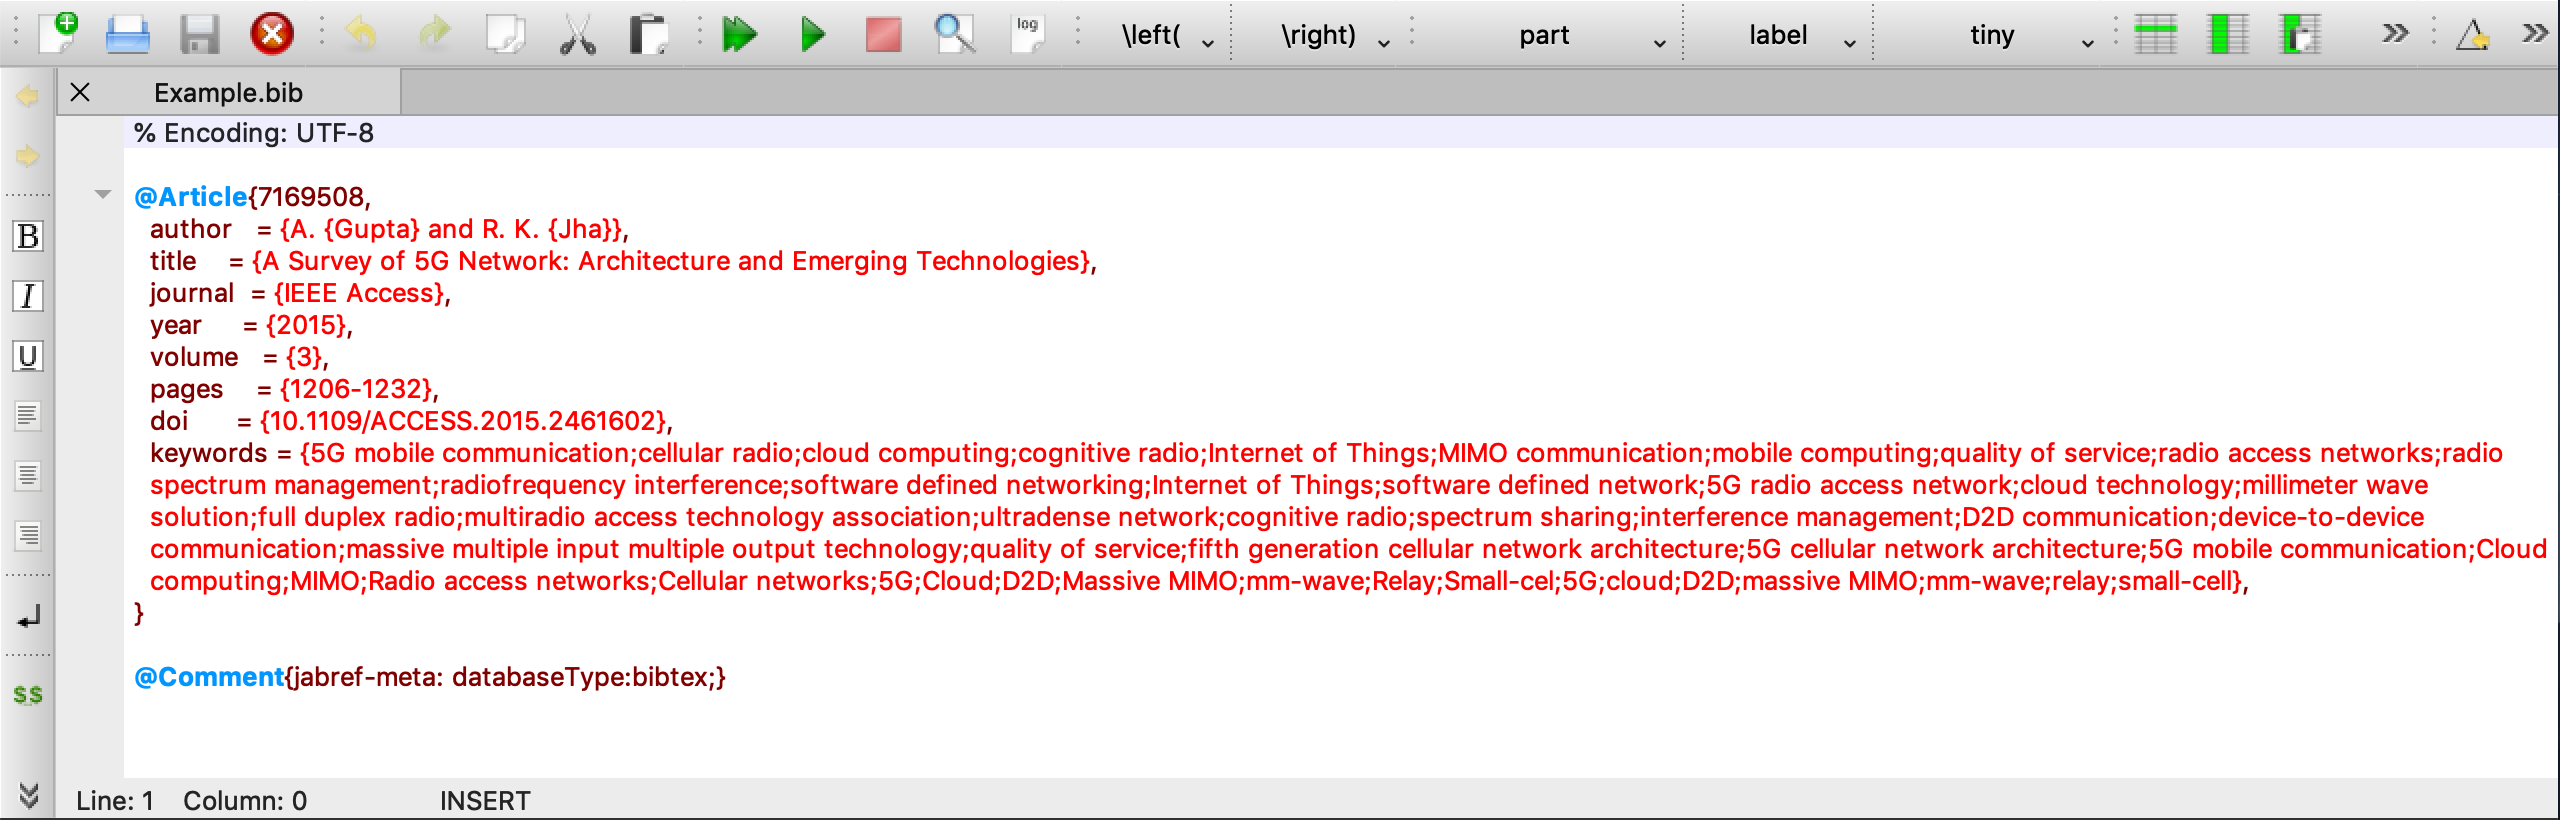 log \left( \right) part label tiny
Example.bib
% Encoding: UTF-8
@Article{7169508,
B
author = {A. {Gupta} and R. K. {Jha}},
title = {A Survey of 5G Network: Architecture and Emerging Technologies},
I
journal = {IEEE Access},
year = {2015},
U
volume = {3},
pages = {1206-1232},
doi = {10.1109/ACCESS.2015.2461602},
keywords = {5G mobile communication;cellular radio;cloud computing;cognitive radio;Internet of Things;MIMO communication;mobile computing;quality of service;radio access networks;radio
spectrum management;radiofrequency interference;software defined networking;Internet of Things;software defined network;5G radio access network;cloud technology;millimeter wave
solution;full duplex radio;multiradio access technology association;ultradense network;cognitive radio;spectrum sharing;interference management;D2D communication;device-to-device
communication;massive multiple input multiple output technology;quality of service;fifth generation cellular network architecture;5G cellular network architecture;5G mobile communication;Cloud
computing;MIMO;Radio access networks;Cellular networks;5G;Cloud;D2D;Massive MIMO;mm-wave;Relay;Small-cel;5G;cloud;D2D;massive MIMO;mm-wave;relay;small-cell},
}
@Comment{jabref-meta: databaseType:bibtex;}
$$
Line: 1 Column: 0 INSERT